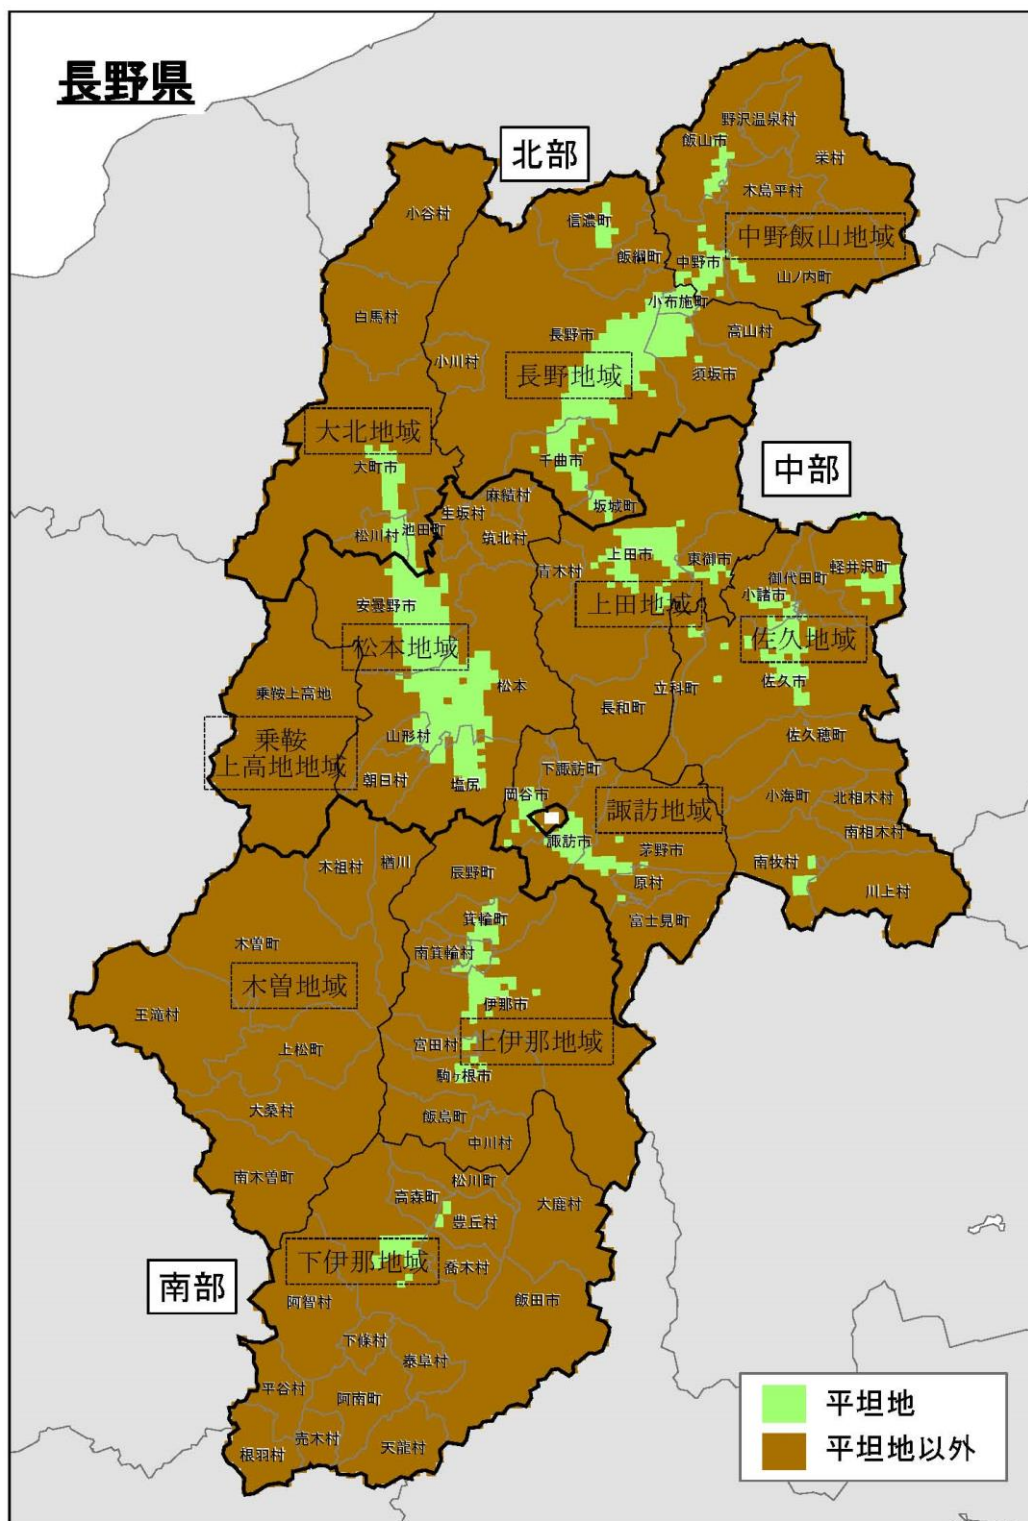 長野県
北部
野沢温泉村
飯山市
栄村
木島平村
小谷村
信濃町
中野飯山地域
飯綱町
中野市
山ノ内町
小布施町
白馬村
長野市
高山村
小川村
長野地域
須坂市
大北地域
大町市
千曲市
中部
麻績村
生坂村
坂城町
松川村
池田町
筑北村
上田市
東御市
青木村
御代田町
軽井沢町
小諸市
安曇野市
上田地域
松本地域
佐久地域
松本
立科町
佐久市
乗鞍上高地
長和町
山形村
佐久穂町
乗鞍
上高地地域
朝日村
塩尻
下諏訪町
岡谷市
諏訪地域
小海町
北相木村
南相木村
諏訪市
茅野市
木祖村
楢川
辰野町
原村
南牧村
川上村
富士見町
箕輪町
木曽町
南箕輪村
木曽地域
伊那市
王滝村
上松町
宮田村
上伊那地域
駒ヶ根市
大桑村
飯島町
中川村
南木曽町
松川町
高森町
大鹿村
豊丘村
下伊那地域
喬木村
南部
阿智村
飯田市
下條村
泰阜村
平谷村
阿南町
売木村
根羽村
天龍村
平坦地
平坦地以外